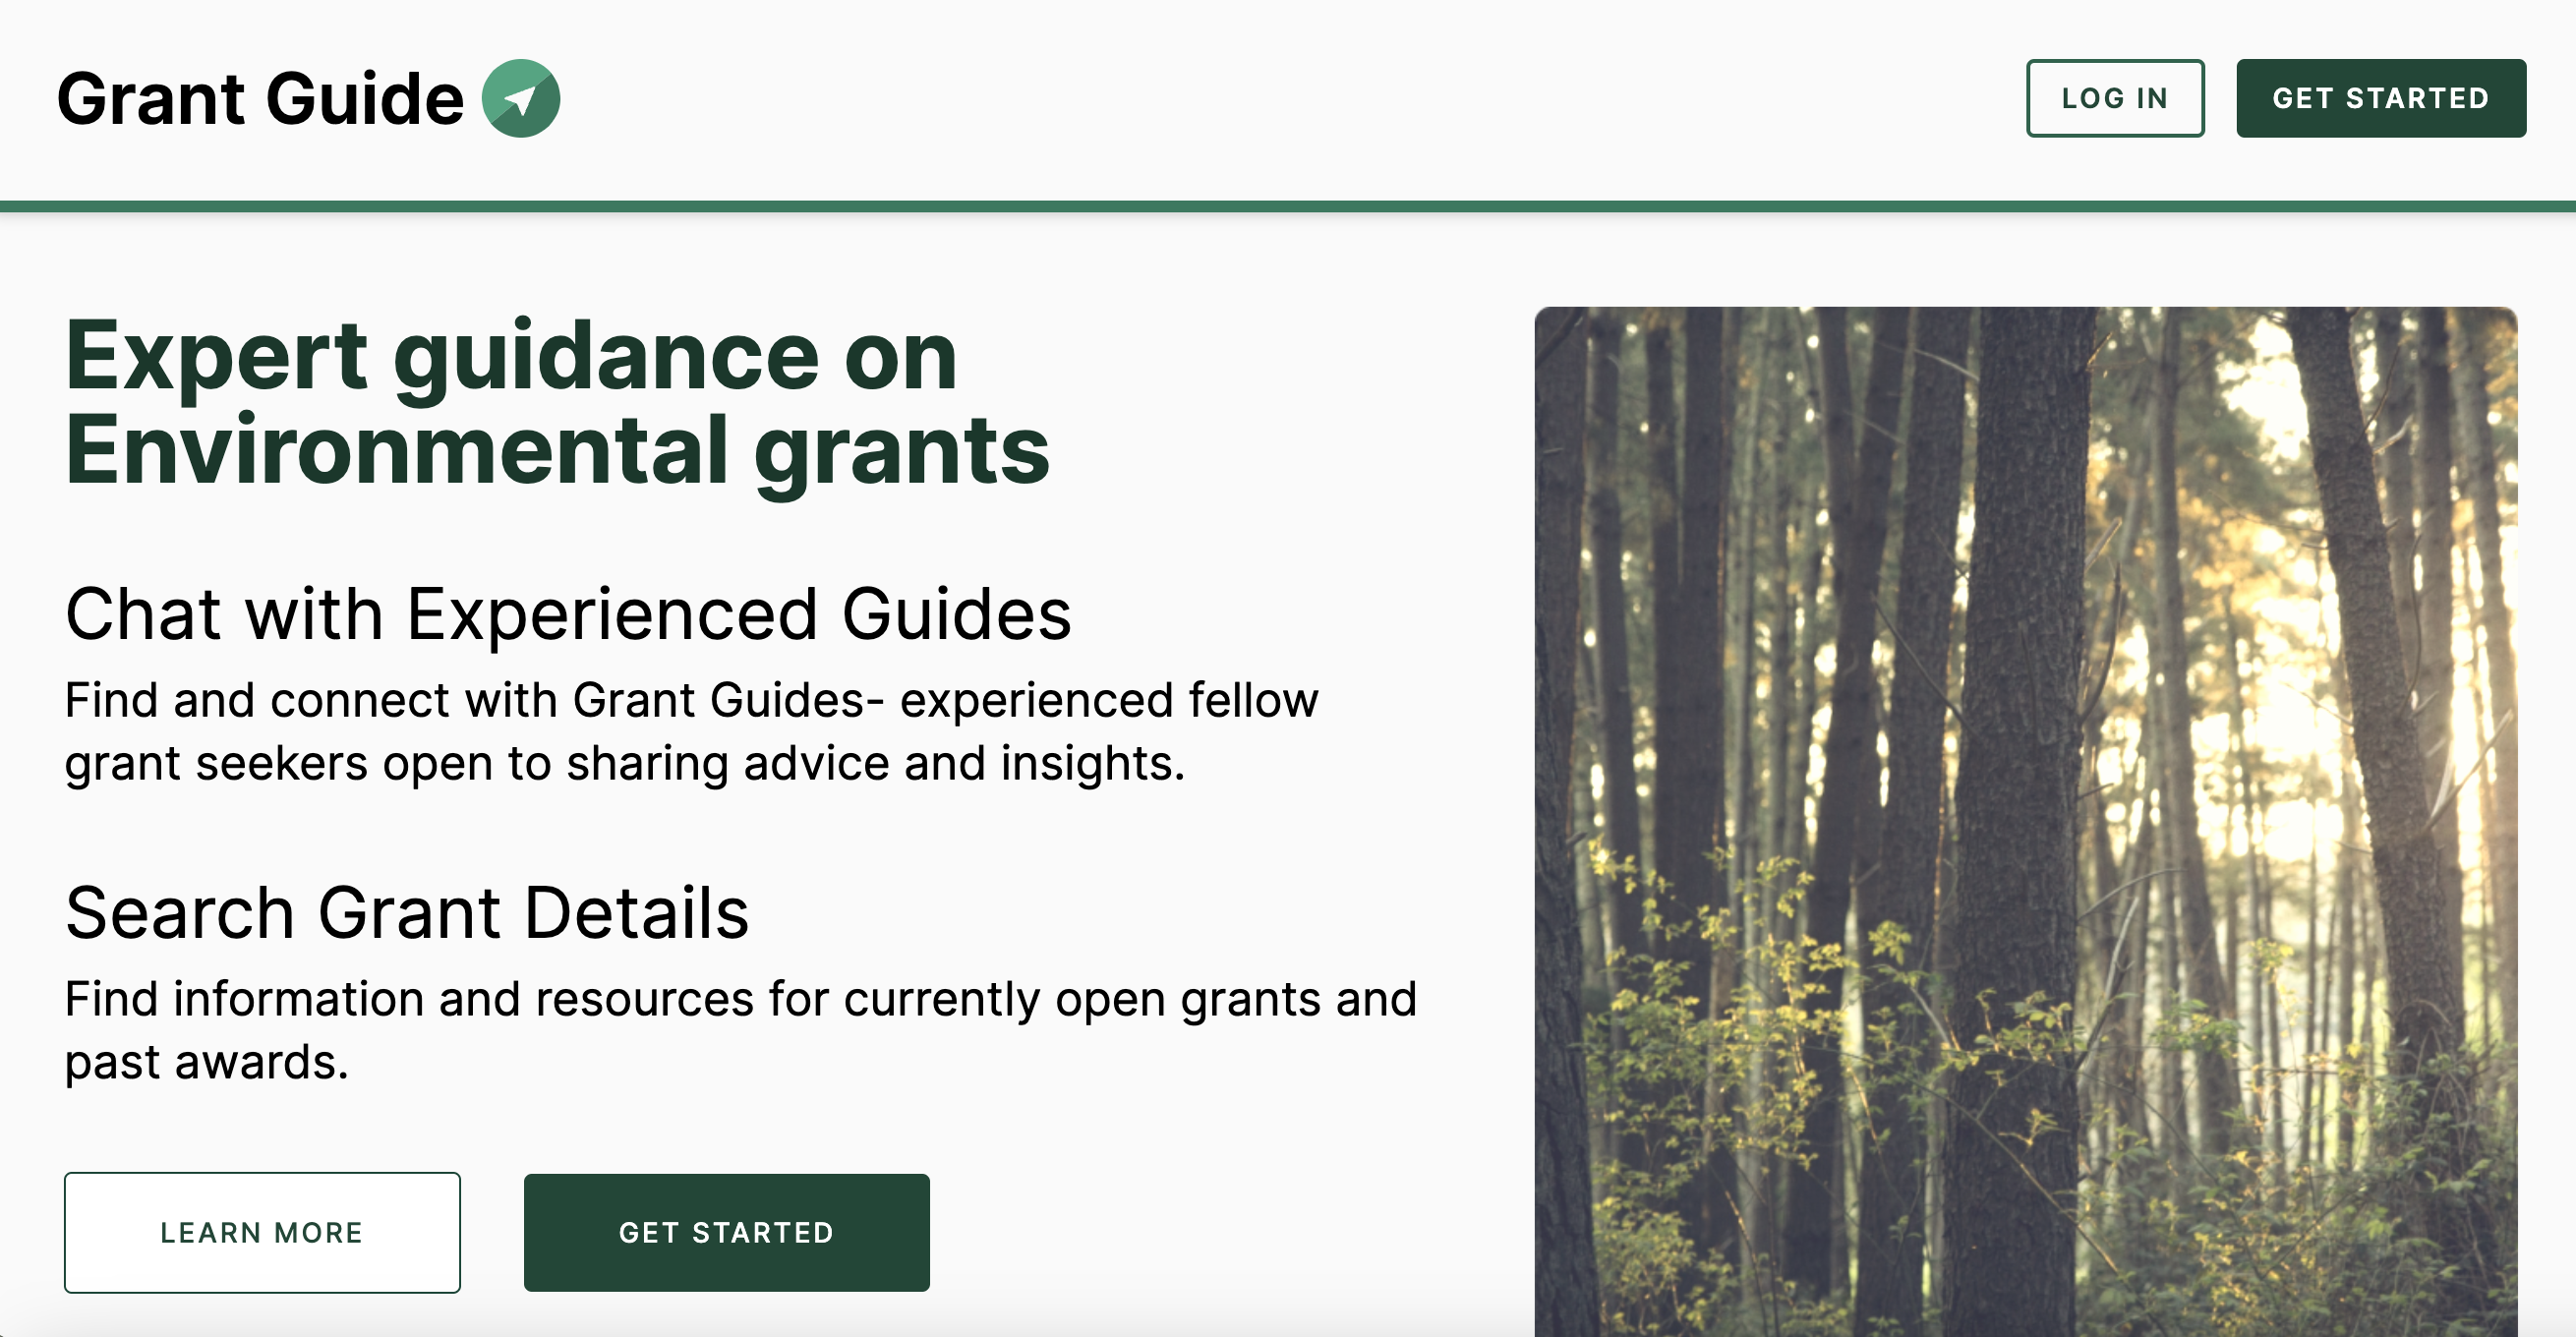 Grant Guide
LOG IN
GET STARTED
Expert guidance on
Environmental grants
Chat with Experienced Guides
Find and connect with Grant Guides- experienced fellow
grant seekers open to sharing advice and insights.
Search Grant Details
Find information and resources for currently open grants and
past awards.
LEARN MORE
GET STARTED